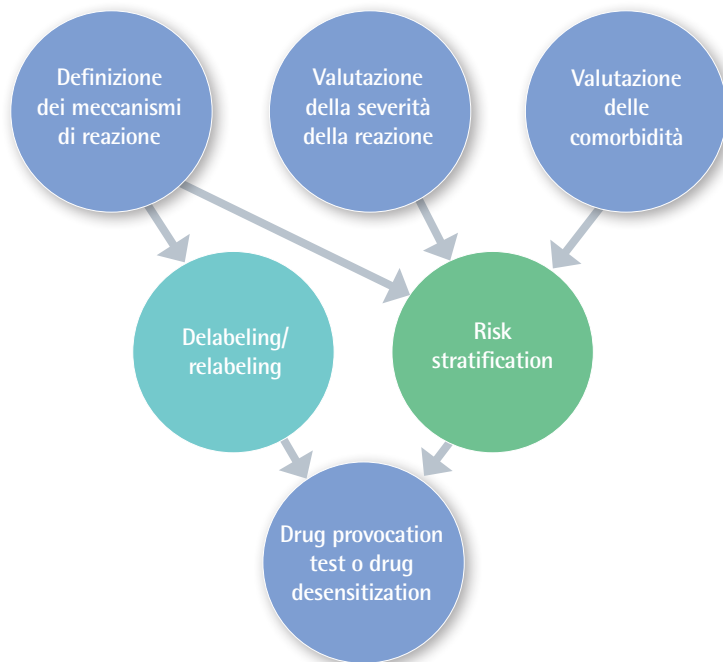 Definizione
dei meccanismi
di reazione
Valutazione
della severità
della reazione
Valutazione
delle
comorbidità
Delabeling/
relabeling
Risk
stratification
Drug provocation
test o drug
desensitization